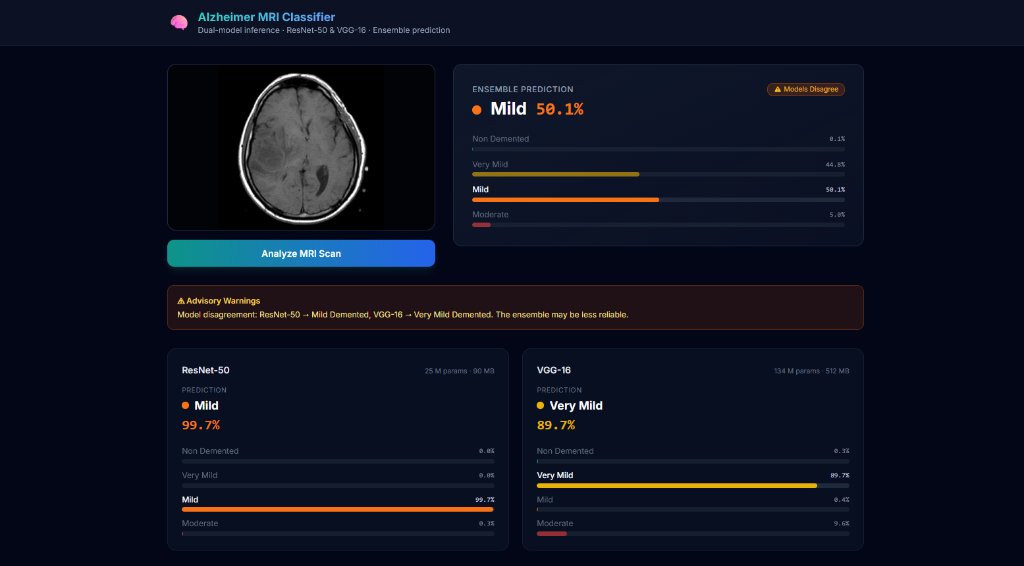 Alzheimer MRI Classifier
Dual-model inference · ResNet-50 & VGG-16 · Ensemble prediction
Analyze MRI Scan
ENSEMBLE PREDICTION
⚠ Models Disagree
Mild 50.1%
Non Demented 0.1%
Very Mild 44.8%
Mild 50.1%
Moderate 5.0%
⚠ Advisory Warnings
Model disagreement: ResNet-50 → Mild Demented, VGG-16 → Very Mild Demented. The ensemble may be less reliable.
ResNet-50 25 M params · 90 MB
PREDICTION
Mild
99.7%
Non Demented 0.0%
Very Mild 0.0%
Mild 99.7%
Moderate 0.3%
VGG-16 134 M params · 512 MB
PREDICTION
Very Mild
89.7%
Non Demented 0.3%
Very Mild 89.7%
Mild 0.4%
Moderate 9.6%